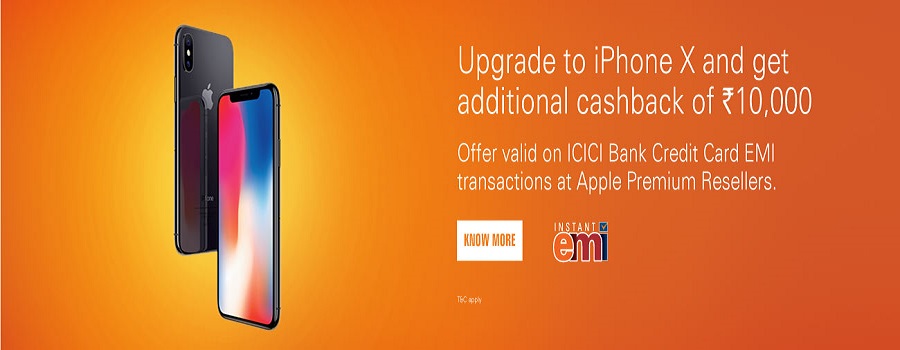 Upgrade to iPhone X and get
additional cashback of ₹10,000
Offer valid on ICICI Bank Credit Card EMI
transactions at Apple Premium Resellers.
KNOW MORE
INSTANT
emi
T&C apply